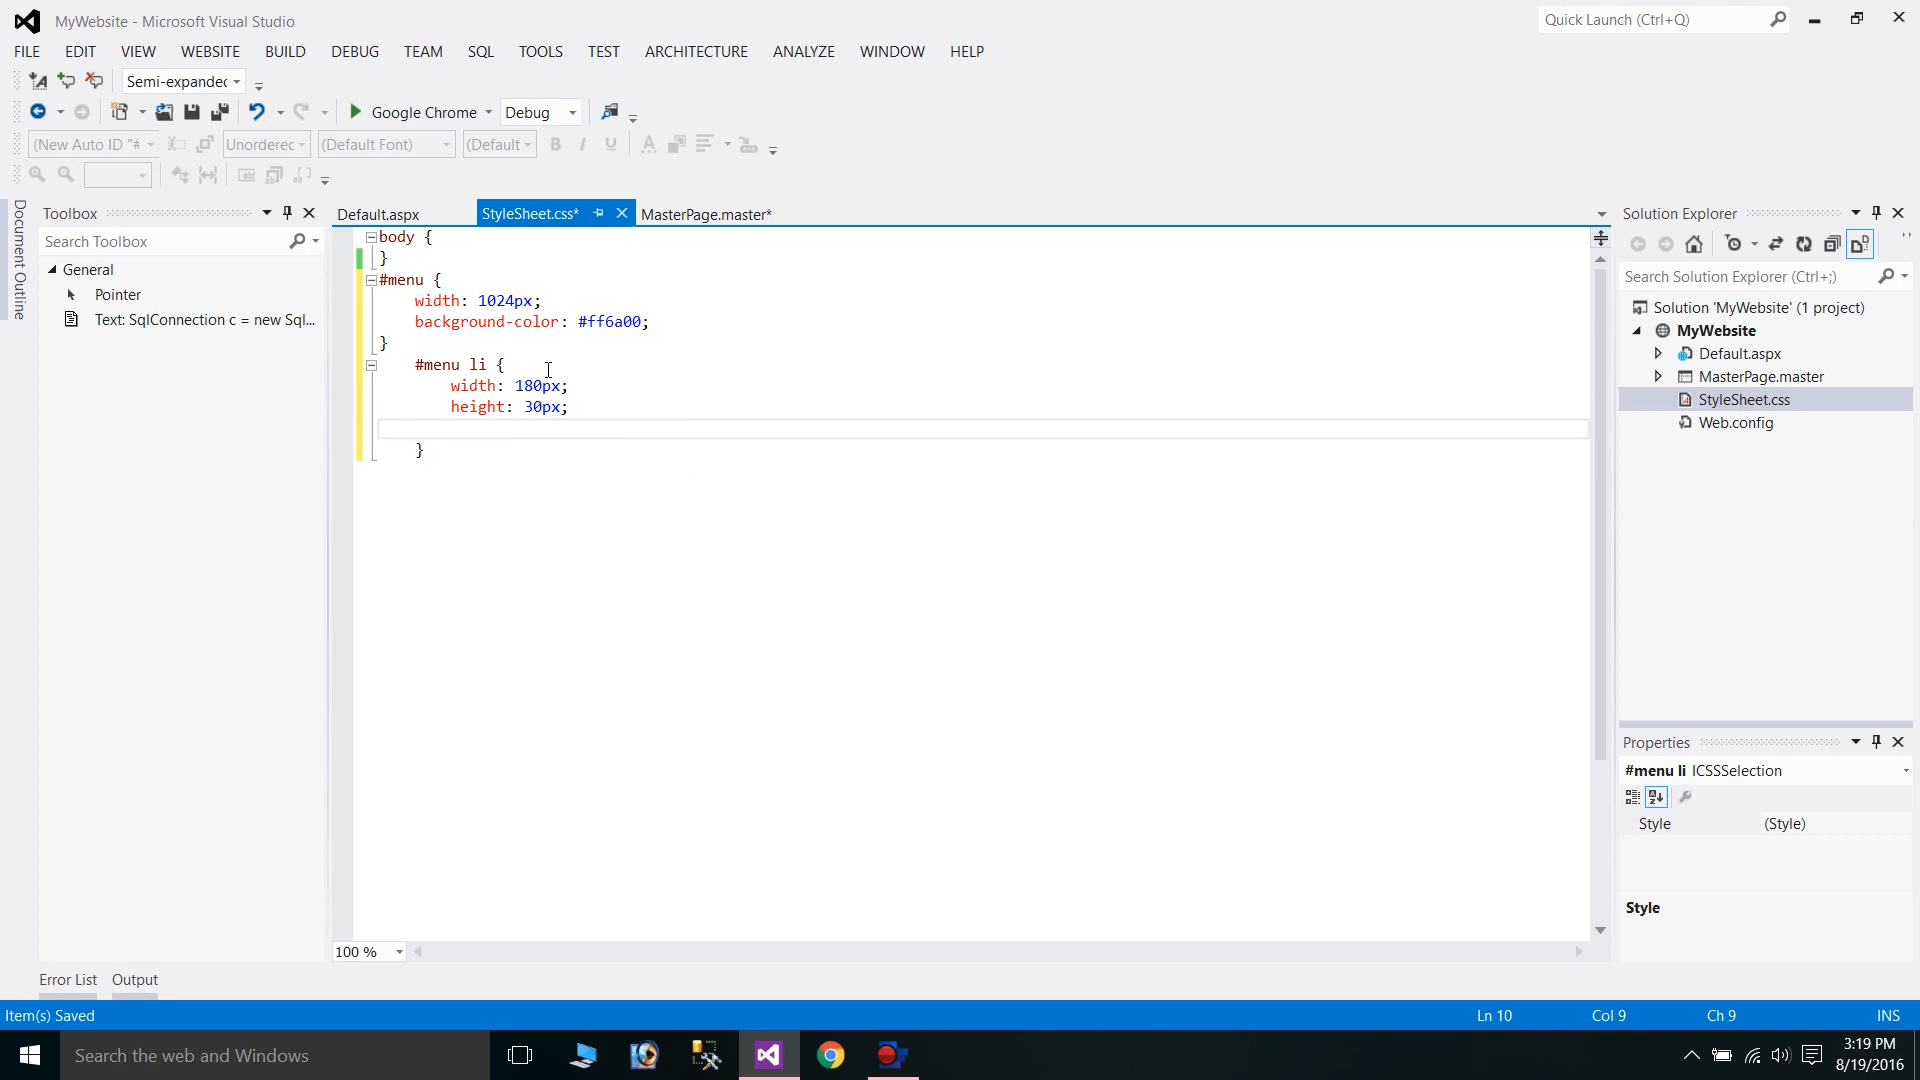 MyWebsite - Microsoft Visual Studio
Quick Launch (Ctrl+Q)
FILE EDIT VIEW WEBSITE BUILD DEBUG TEAM SQL TOOLS TEST ARCHITECTURE ANALYZE WINDOW HELP
Semi-expanded
Google Chrome Debug
(New Auto ID "# Unorderec (Default Font) (Default B I U A
Document Outline
Toolbox
Search Toolbox
General
Pointer
Text: SqlConnection c = new Sql...
Default.aspx StyleSheet.css* MasterPage.master*
body {
}
#menu {
width: 1024px;
background-color: #ff6a00;
}
#menu li {
width: 180px;
height: 30px;
}
100 %
Solution Explorer
Search Solution Explorer (Ctrl+;)
Solution 'MyWebsite' (1 project)
MyWebsite
Default.aspx
MasterPage.master
StyleSheet.css
Web.config
Properties
#menu li ICSSSelection
Style (Style)
Style
Error List Output
Item(s) Saved Ln 10 Col 9 Ch 9 INS
Search the web and Windows
3:19 PM
8/19/2016